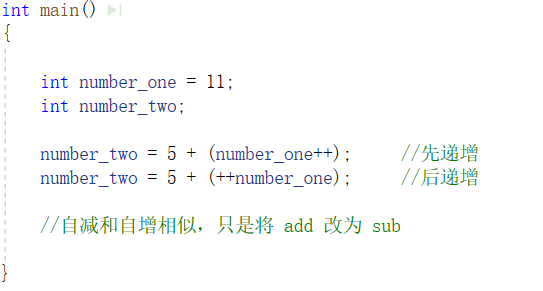 int main()
{
int number_one = 11;
int number_two;
number_two = 5 + (number_one++); //先递增
number_two = 5 + (++number_one); //后递增
//自减和自增相似，只是将 add 改为 sub
}